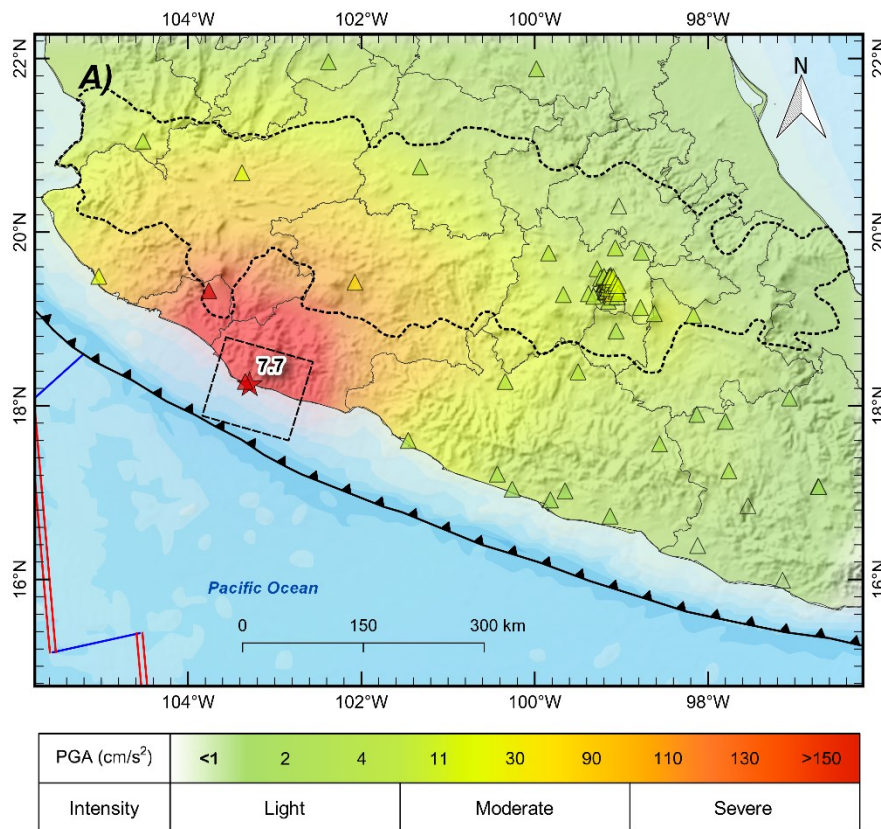 104°W 102°W 100°W 98°W
22°N 22°N
A)
N
20°N 20°N
7.7
18°N 18°N
16°N 16°N
Pacific Ocean
0 150 300 km
104°W 102°W 100°W 98°W
PGA (cm/s²) <1 2 4 11 30 90 110 130 >150
Intensity Light Moderate Severe